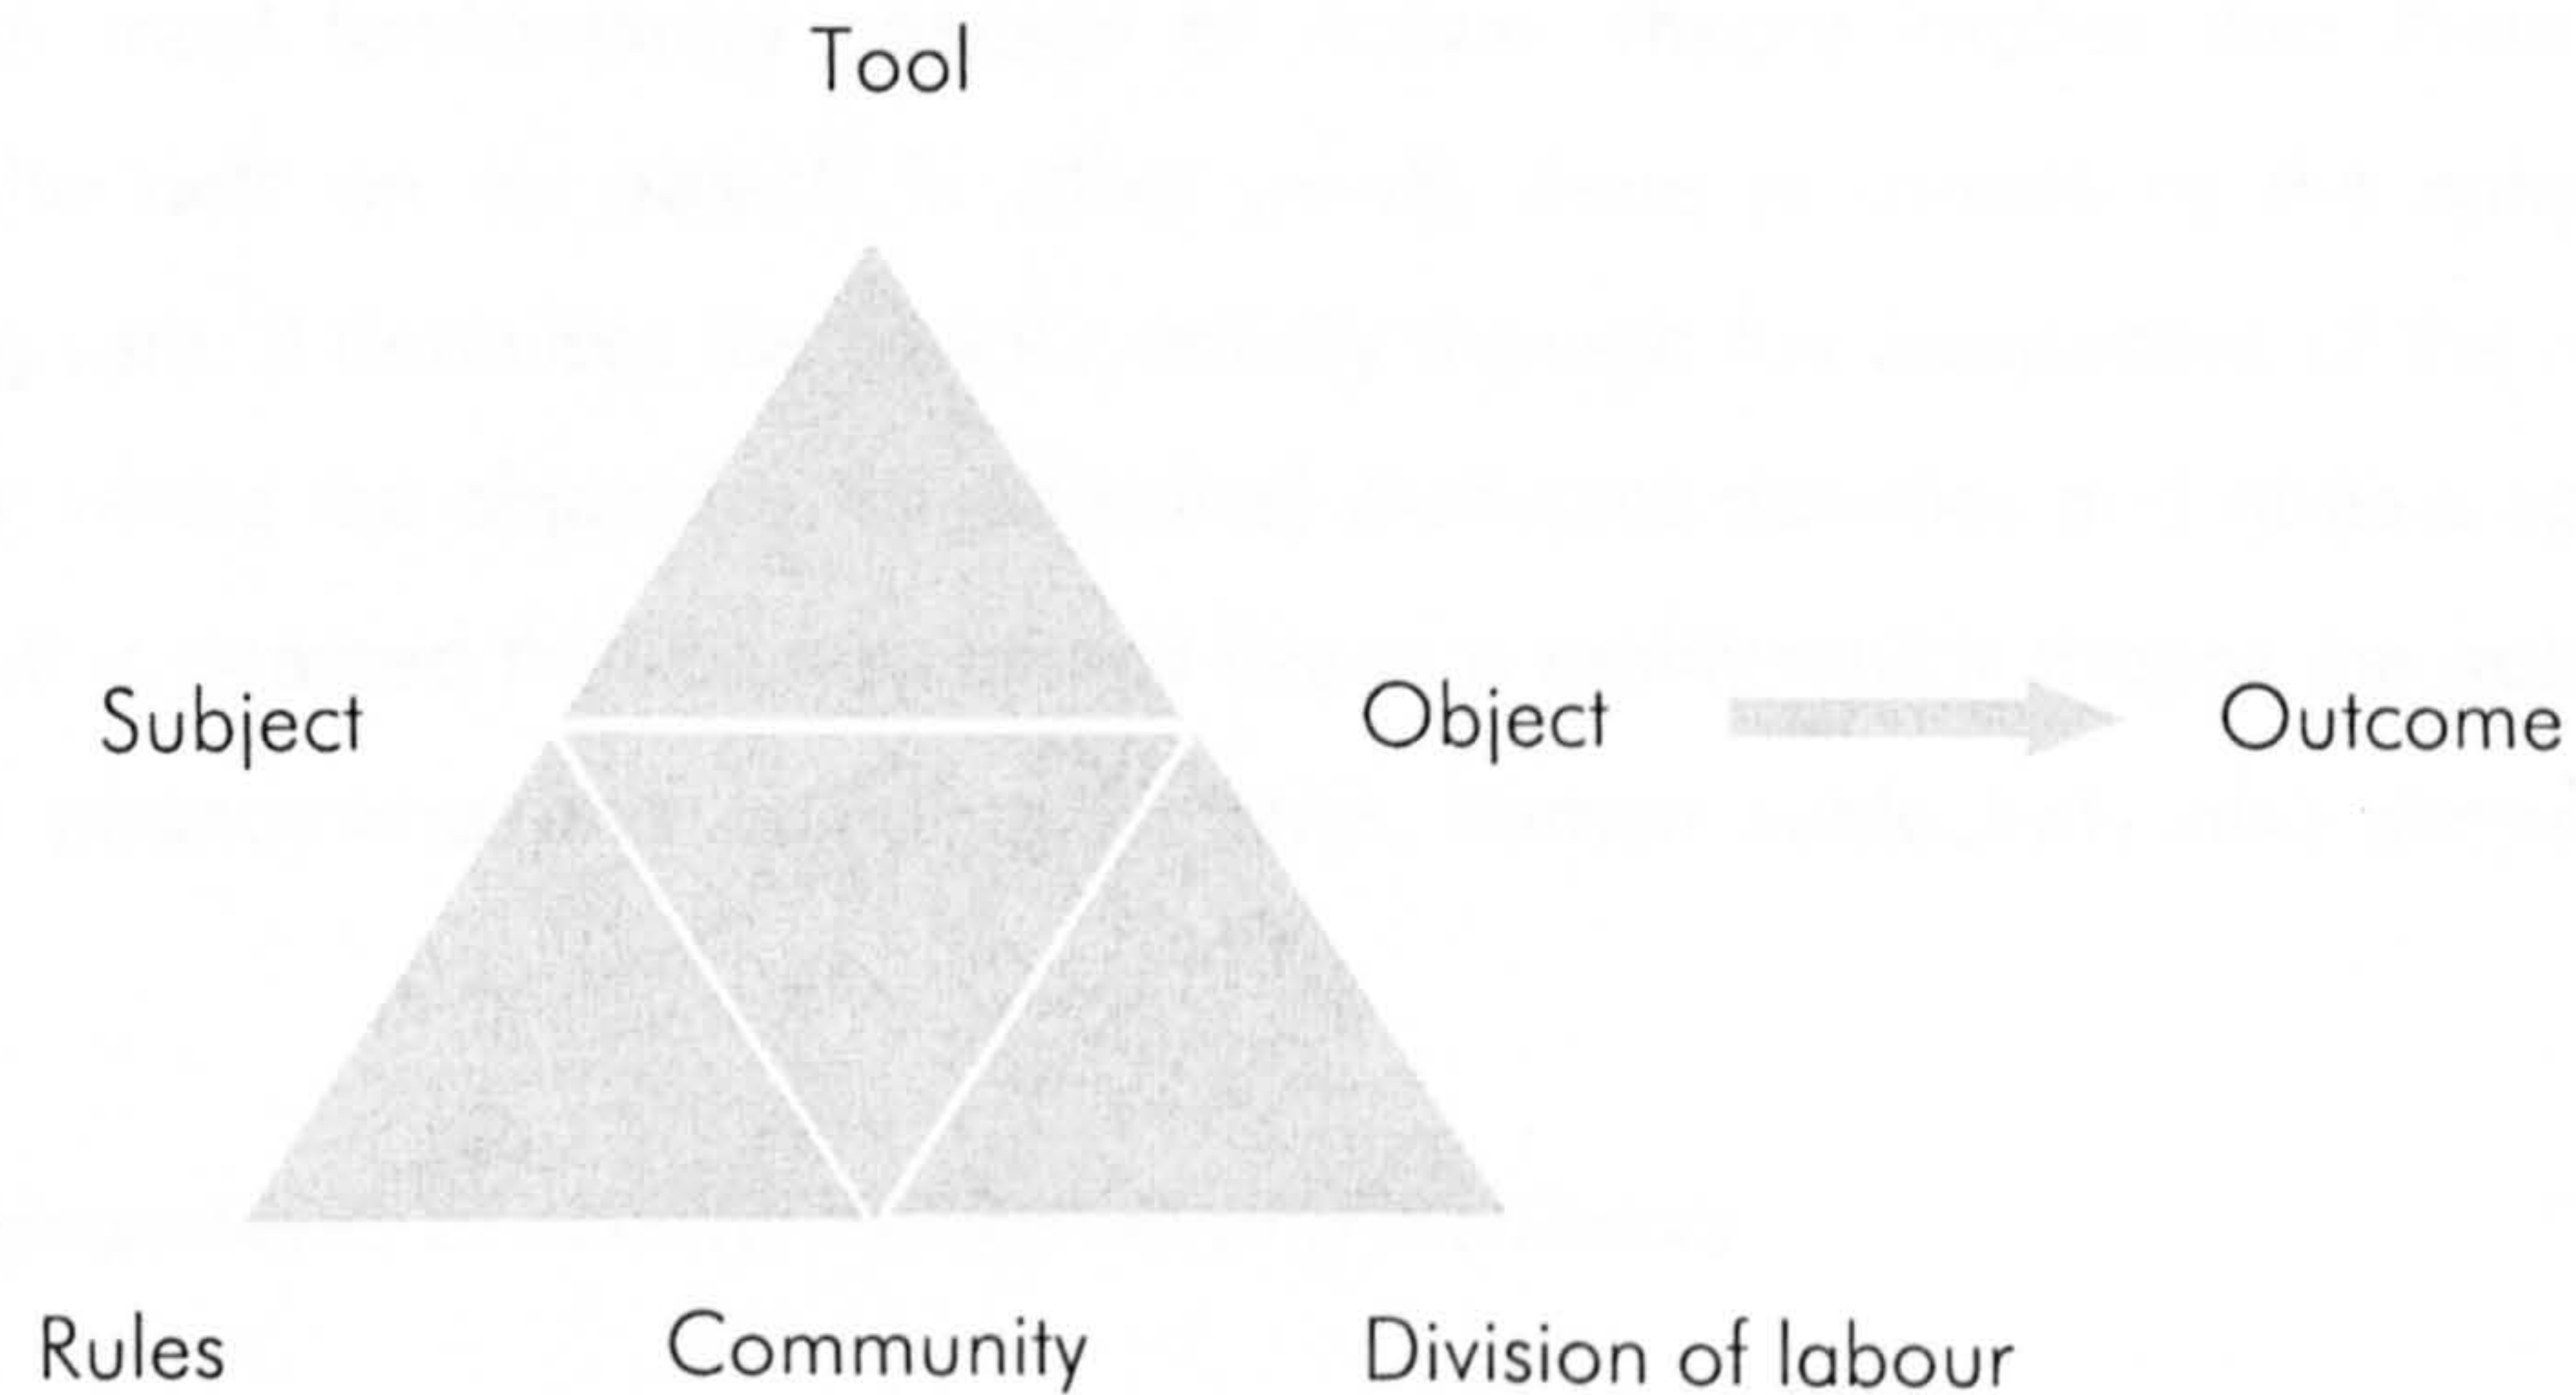 Tool
Subject
Object
Outcome
Rules
Community
Division of labour